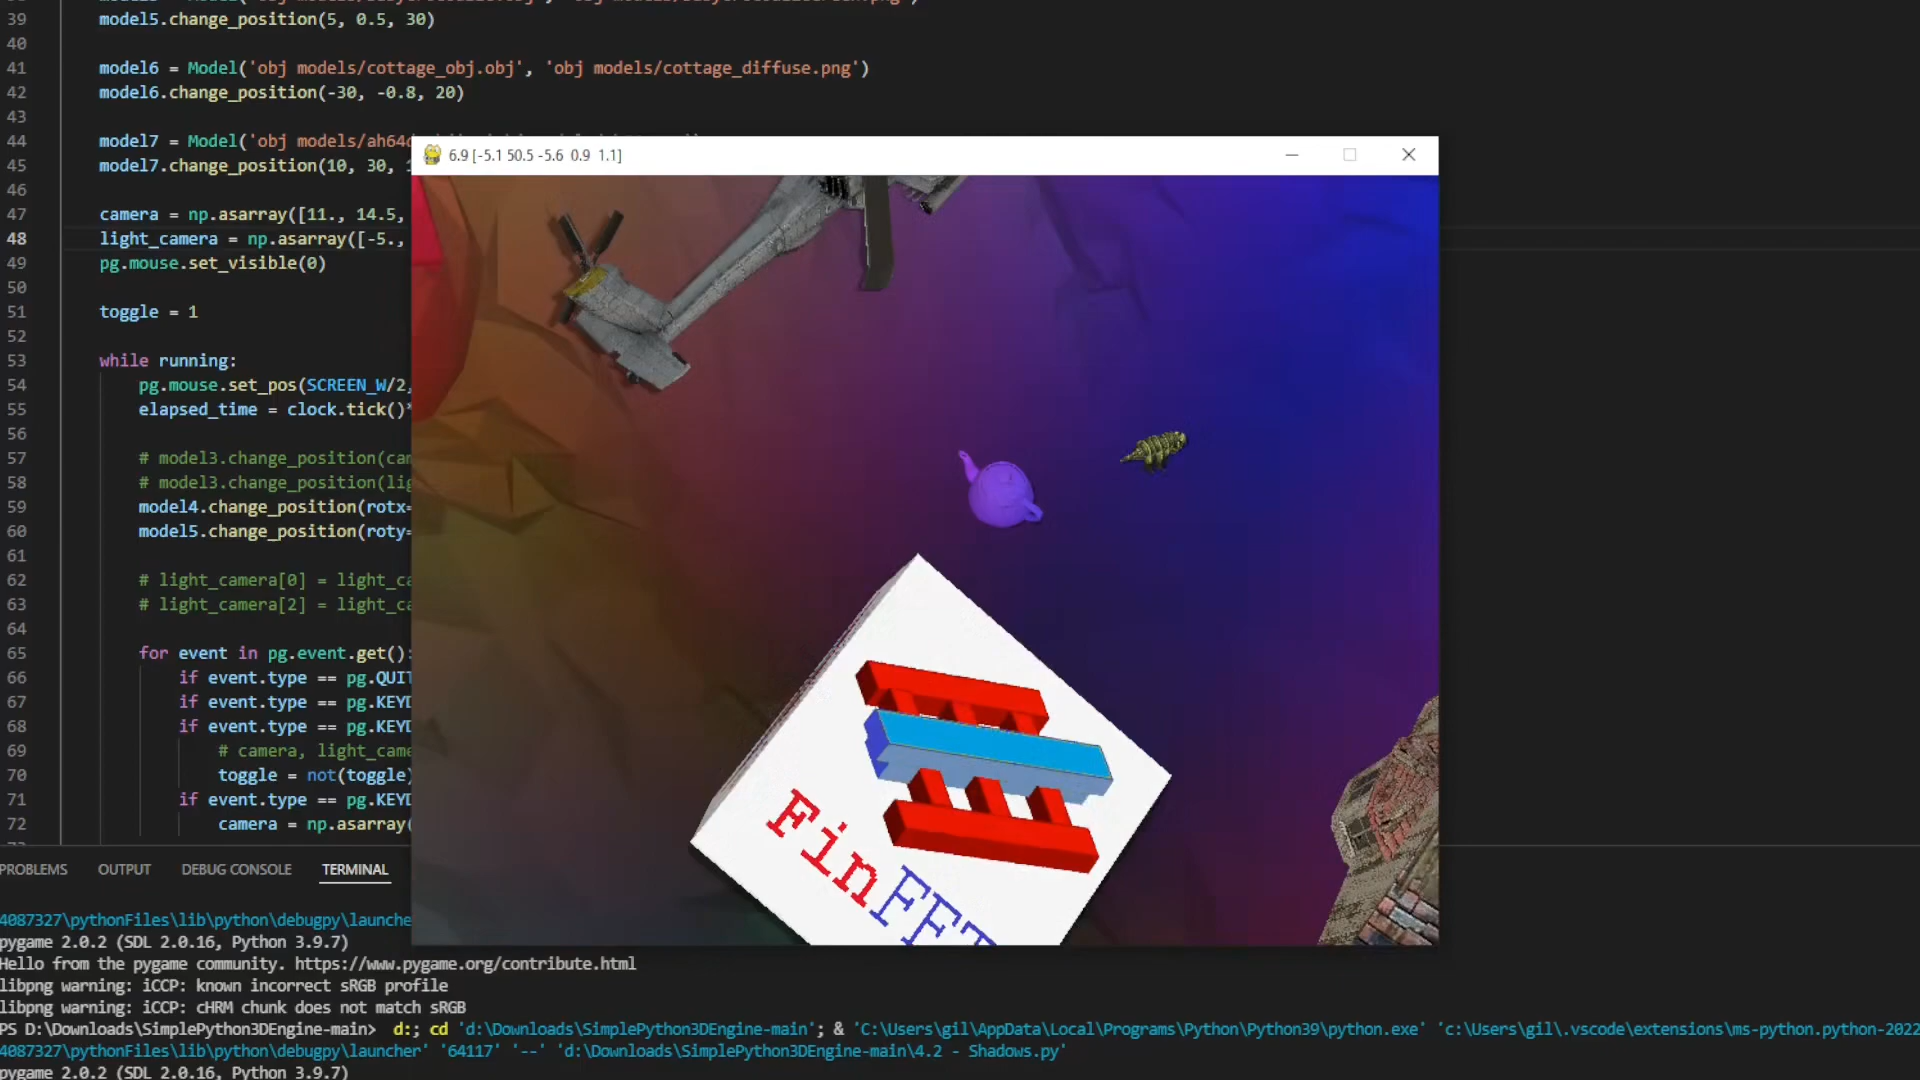 39 model5.change_position(5, 0.5, 30)
40
41 model6 = Model('obj models/cottage_obj.obj', 'obj models/cottage_diffuse.png')
42 model6.change_position(-30, -0.8, 20)
43
44 model7 = Model('obj models/ah64
45 model7.change_position(10, 30,
46
47 camera = np.asarray([11., 14.5,
48 light_camera = np.asarray([-5.,
49 pg.mouse.set_visible(0)
50
51 toggle = 1
52
53 while running:
54 pg.mouse.set_pos(SCREEN_W/2,
55 elapsed_time = clock.tick()*
56
57 # model3.change_position(cam
58 # model3.change_position(lig
59 model4.change_position(rotx=
60 model5.change_position(roty=
61
62 # light_camera[0] = light_ca
63 # light_camera[2] = light_ca
64
65 for event in pg.event.get():
66 if event.type == pg.QUIT
67 if event.type == pg.KEYD
68 if event.type == pg.KEYD
69 # camera, light_came
70 toggle = not(toggle)
71 if event.type == pg.KEYD
72 camera = np.asarray(
6.9 [-5.1 50.5 -5.6 0.9 1.1]
FinFET
PROBLEMS OUTPUT DEBUG CONSOLE TERMINAL
4087327\pythonFiles\lib\python\debugpy\launche
pygame 2.0.2 (SDL 2.0.16, Python 3.9.7)
Hello from the pygame community. https://www.pygame.org/contribute.html
libpng warning: iCCP: known incorrect sRGB profile
libpng warning: iCCP: cHRM chunk does not match sRGB
PS D:\Downloads\SimplePython3DEngine-main> d:; cd 'd:\Downloads\SimplePython3DEngine-main'; & 'C:\Users\gil\AppData\Local\Programs\Python\Python39\python.exe' 'c:\Users\gil\.vscode\extensions\ms-python.python-2022
4087327\pythonFiles\lib\python\debugpy\launcher' '64117' '--' 'd:\Downloads\SimplePython3DEngine-main\4.2 - Shadows.py'
pygame 2.0.2 (SDL 2.0.16, Python 3.9.7)